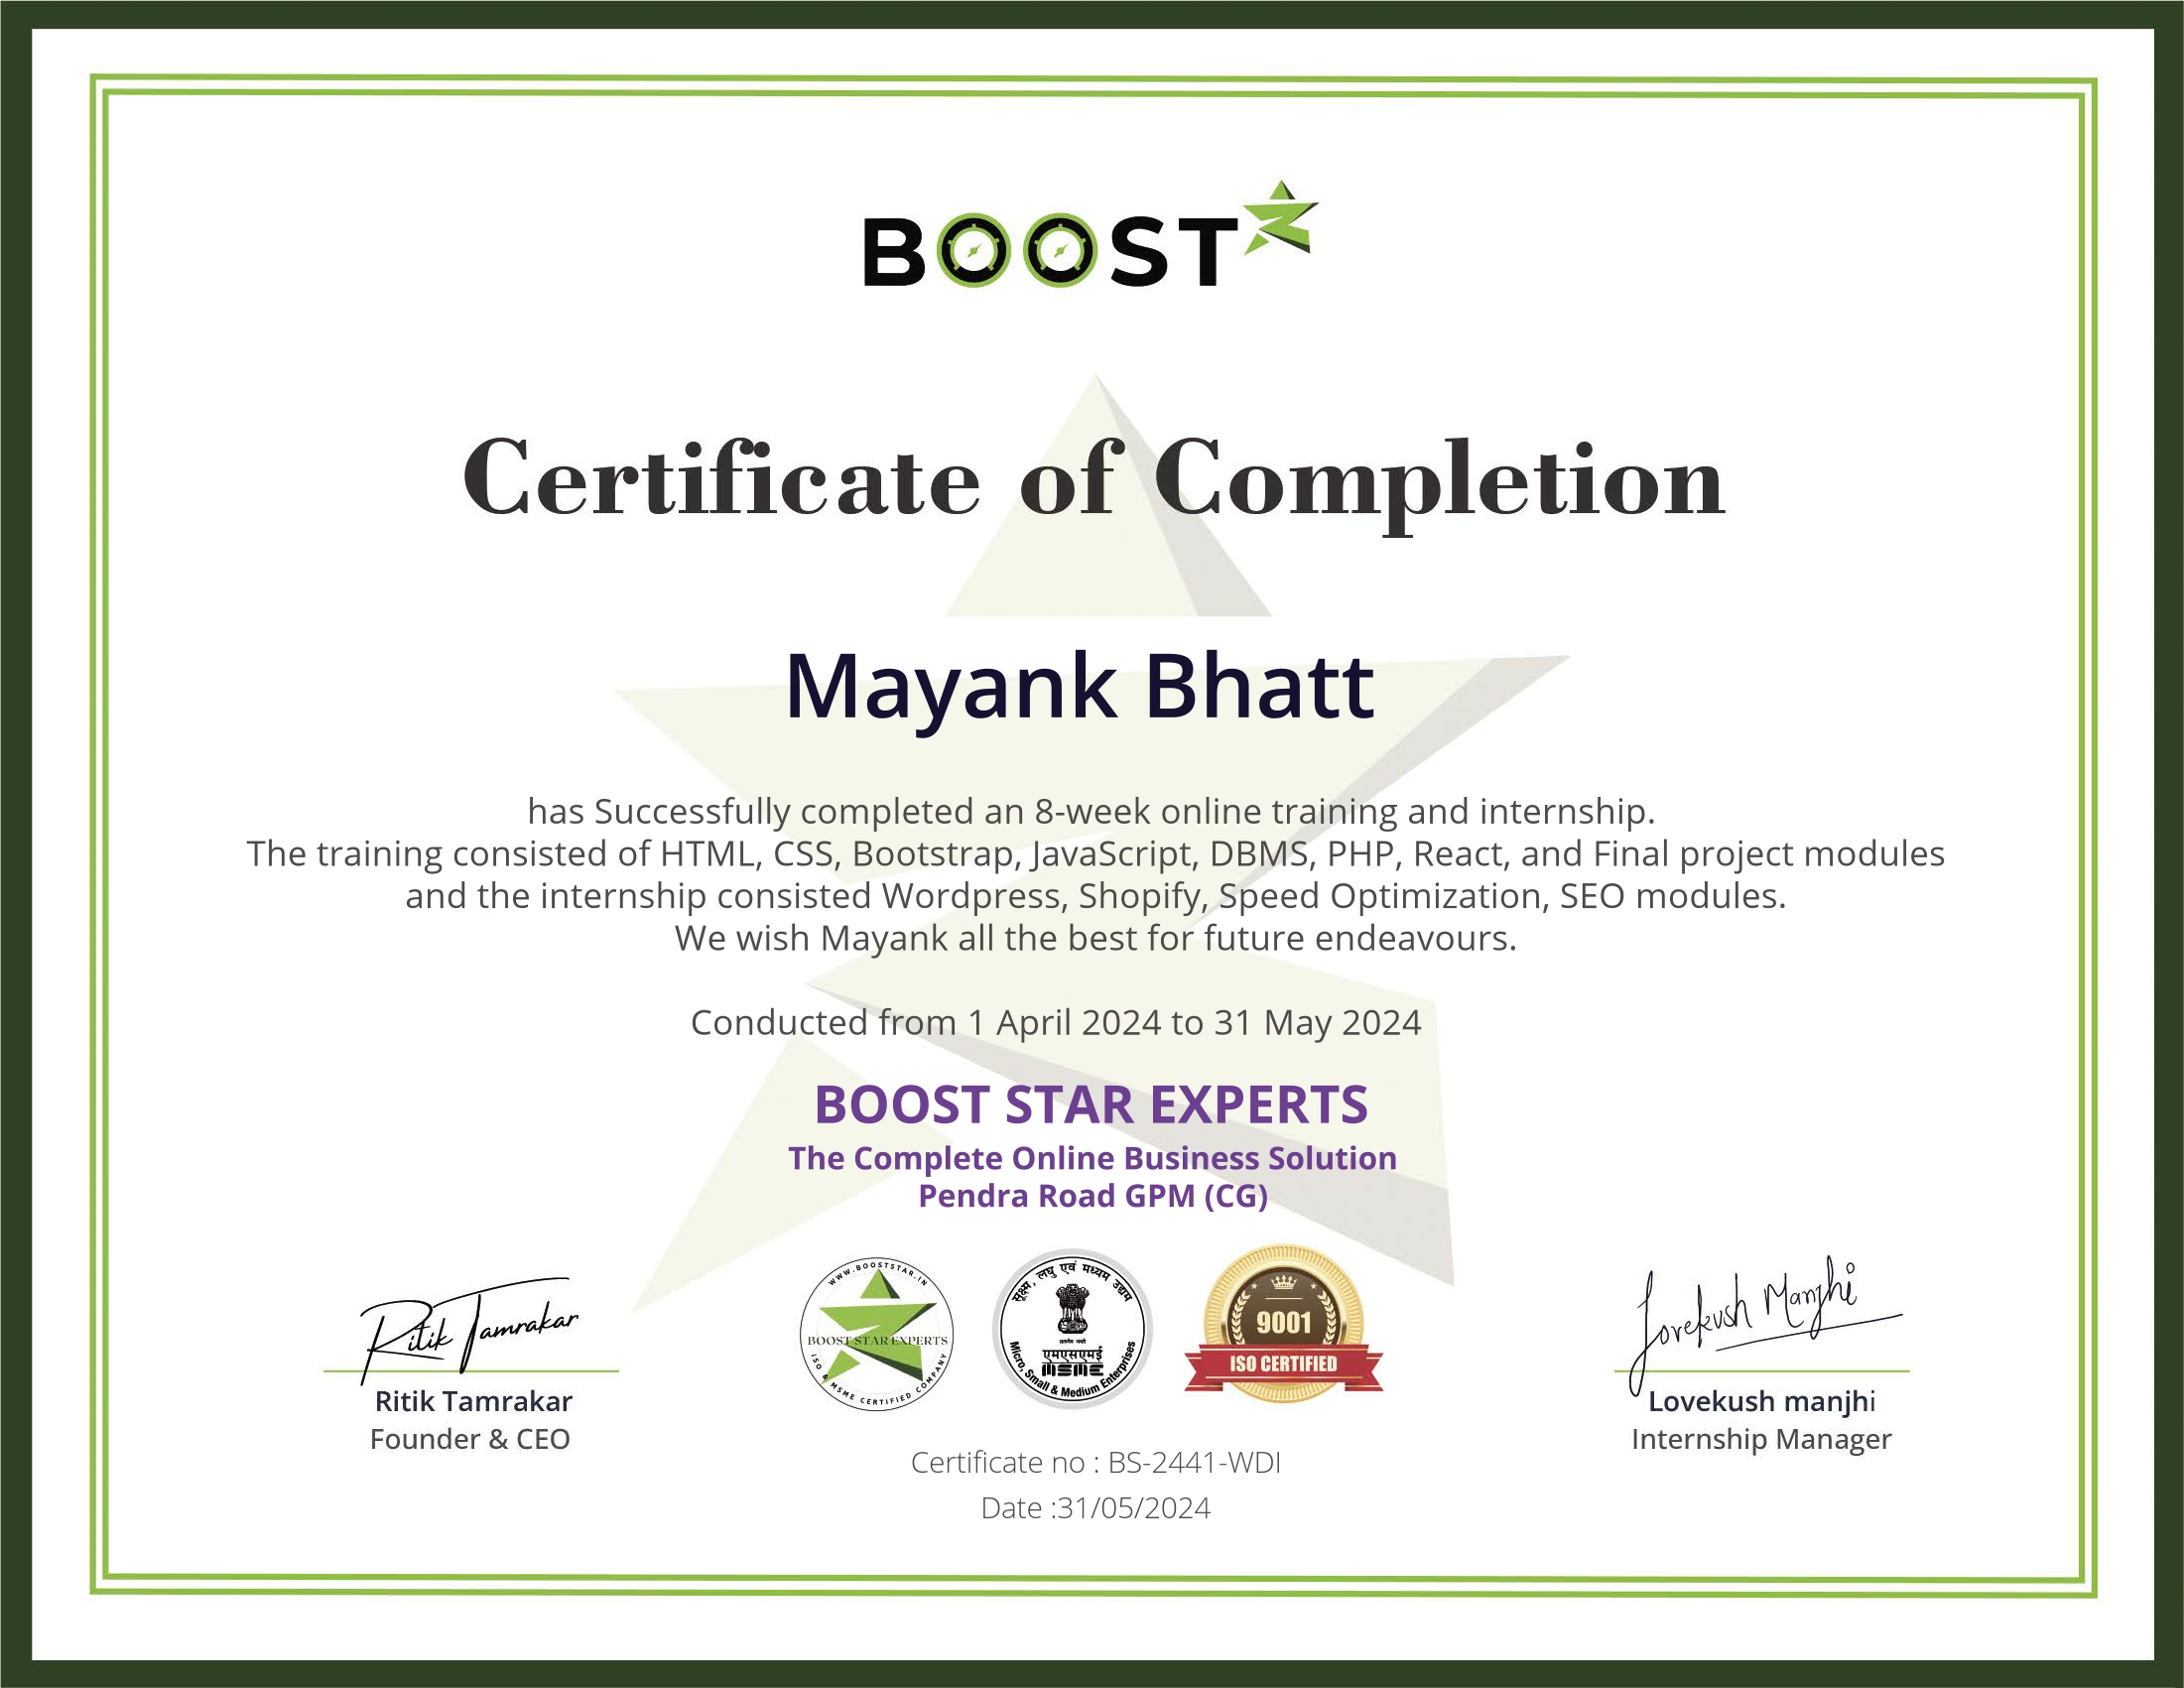 BOOST
Certificate of Completion
Mayank Bhatt
has Successfully completed an 8-week online training and internship.
The training consisted of HTML, CSS, Bootstrap, JavaScript, DBMS, PHP, React, and Final project modules
and the internship consisted Wordpress, Shopify, Speed Optimization, SEO modules.
We wish Mayank all the best for future endeavours.
Conducted from 1 April 2024 to 31 May 2024
BOOST STAR EXPERTS
The Complete Online Business Solution
Pendra Road GPM (CG)
Ritik Tamrakar
Ritik Tamrakar
Founder & CEO
WWW.BOOSTSTAR.IN
BOOST STAR EXPERTS
ISO & MSME CERTIFIED COMPANY
सूक्ष्म, लघु एवं मध्यम उद्यम
सत्यमेव जयते
एमएसएमई
MSME
Micro, Small & Medium Enterprises
9001
ISO CERTIFIED
Lovekush Manjhi
Lovekush manjhi
Internship Manager
Certificate no : BS-2441-WDI
Date :31/05/2024